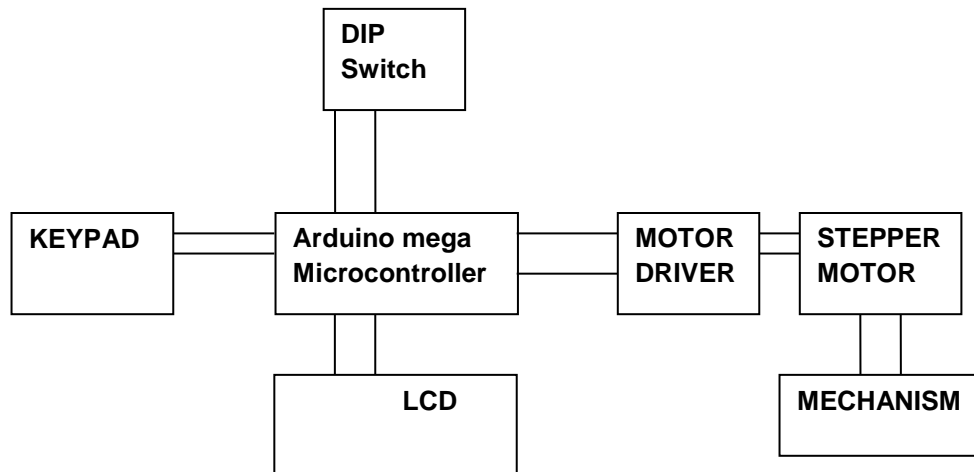 DIP
Switch
KEYPAD
Arduino mega
Microcontroller
MOTOR
DRIVER
STEPPER
MOTOR
LCD
MECHANISM